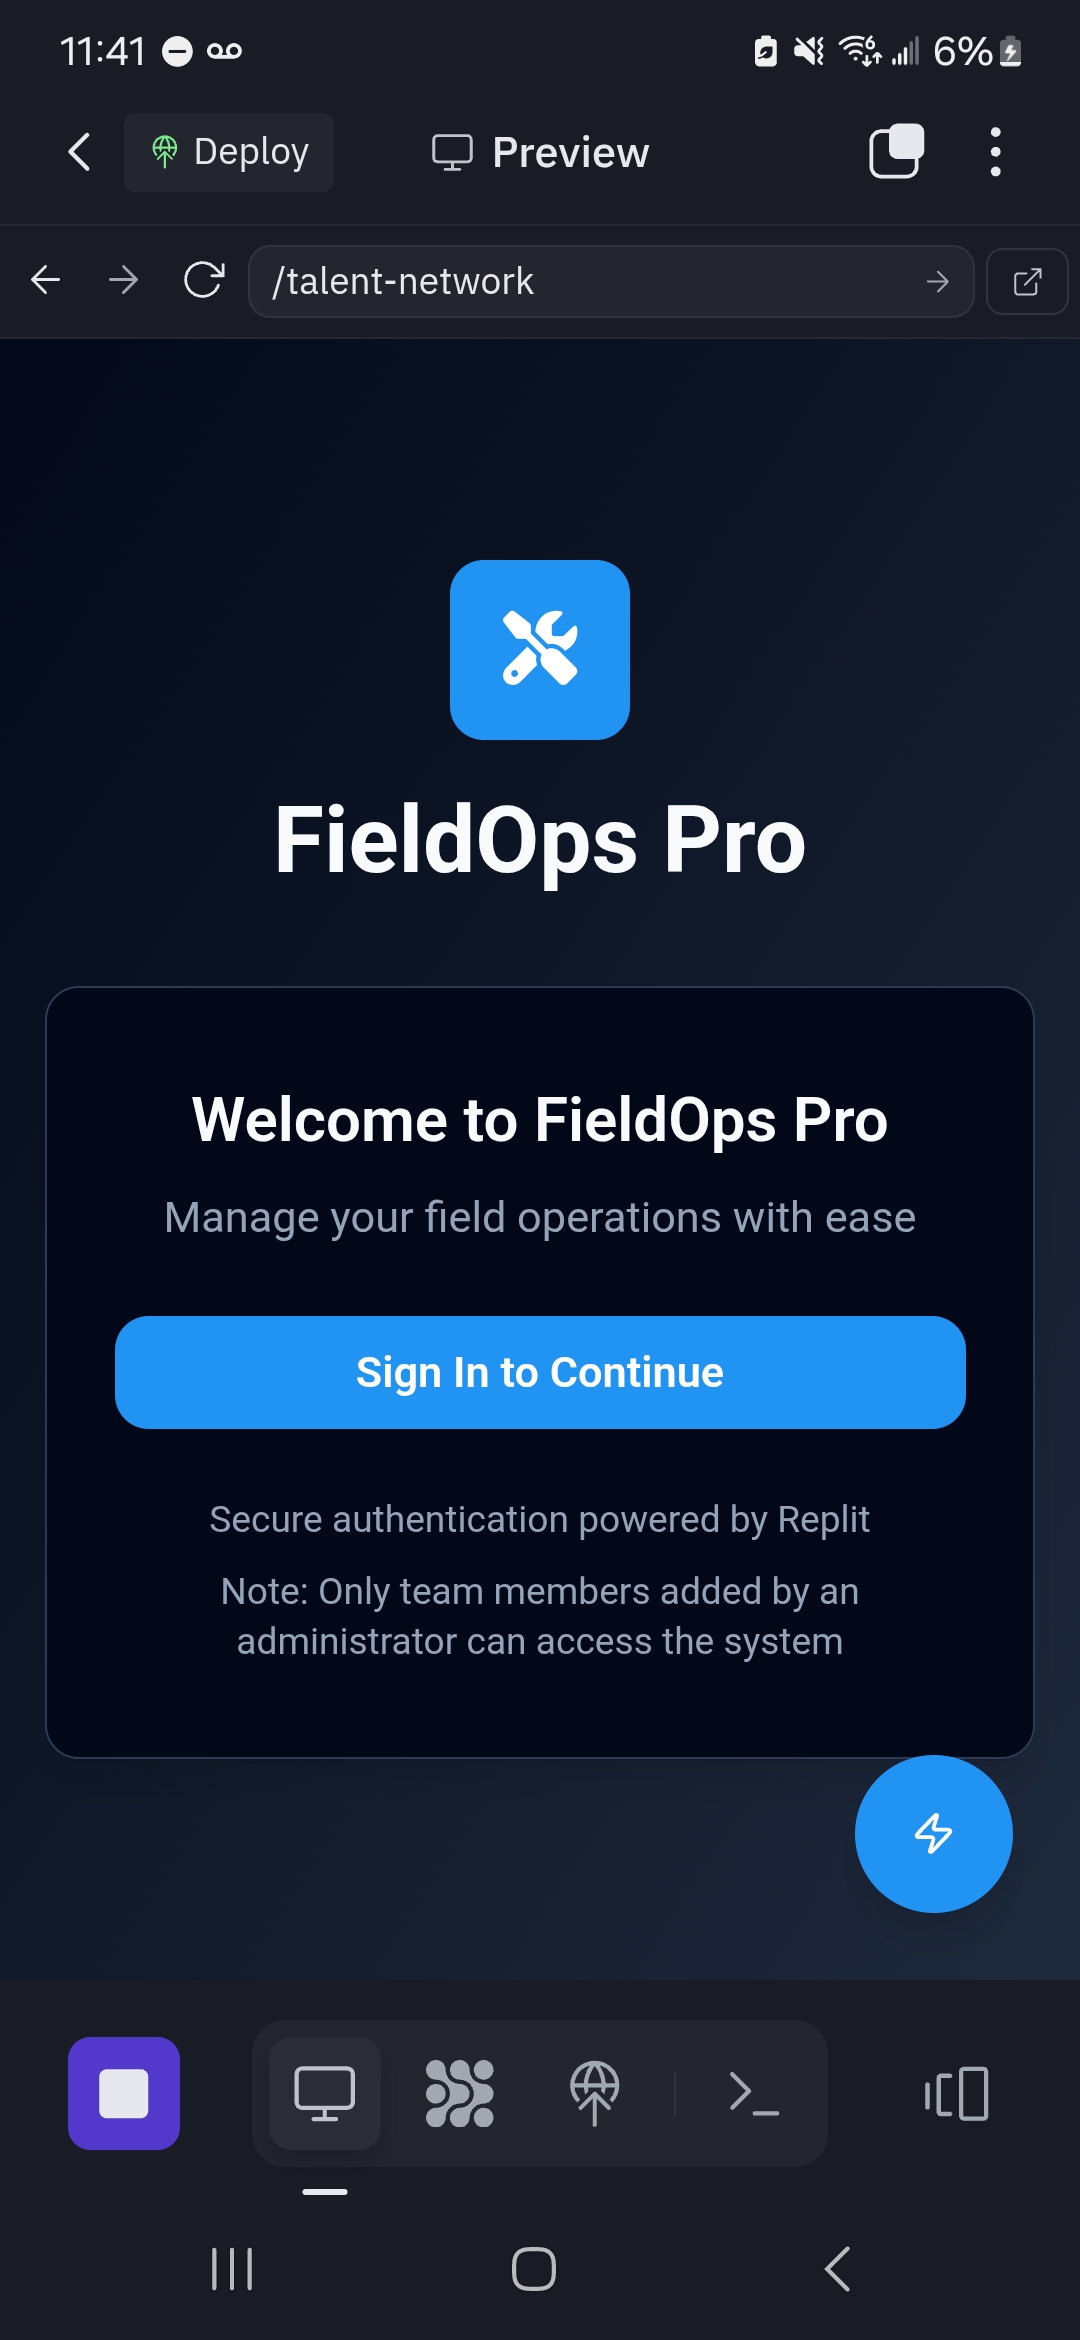 11:41
6%
Deploy
Preview
/talent-network
FieldOps Pro
Welcome to FieldOps Pro
Manage your field operations with ease
Sign In to Continue
Secure authentication powered by Replit
Note: Only team members added by an
administrator can access the system